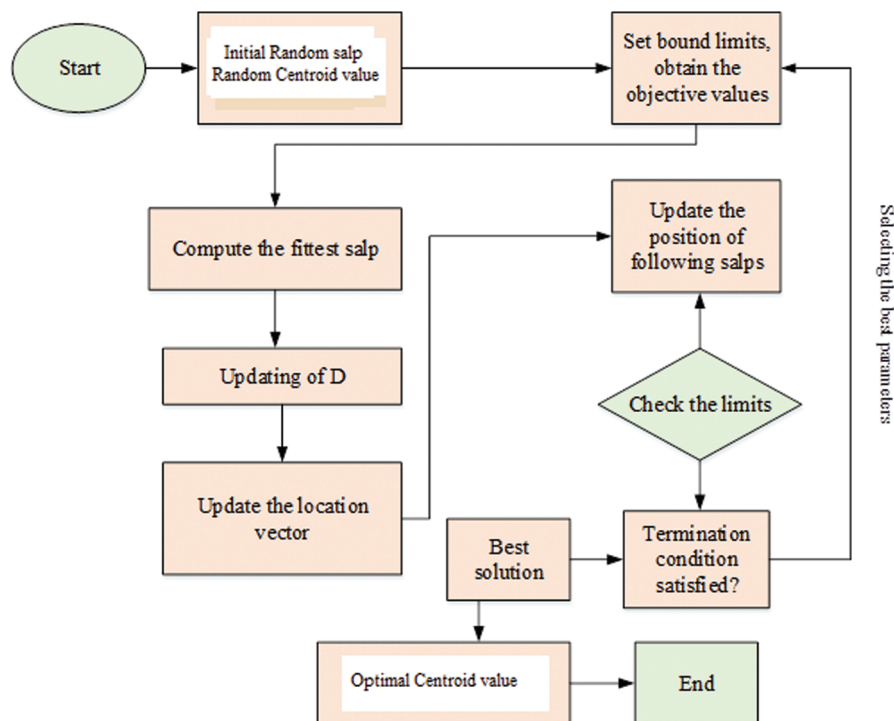 Start
Initial Random salp
Random Centroid value
Set bound limits,
obtain the
objective values
Compute the fittest salp
Update the
position of
following salps
Selecting the best parameters
Updating of D
Check the limits
Update the location
vector
Best
solution
Termination
condition
satisfied?
Optimal Centroid value
End